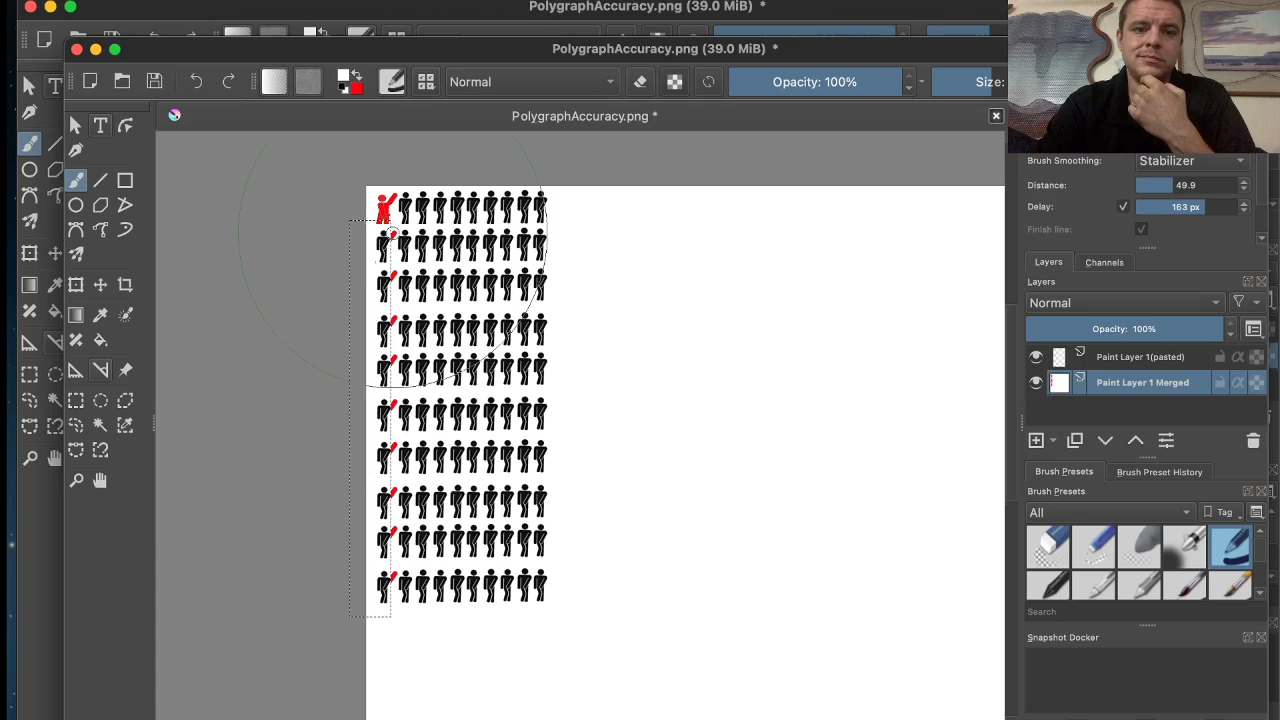 PolygraphAccuracy.png (39.0 MiB) *
PolygraphAccuracy.png (39.0 MiB) *
Normal
Opacity: 100%
Size:
PolygraphAccuracy.png *
Brush Smoothing:
Stabilizer
Distance:
49.9
Delay:
163 px
Finish line:
Layers
Channels
Layers
Normal
Opacity: 100%
Paint Layer 1(pasted)
Paint Layer 1 Merged
Brush Presets
Brush Preset History
Brush Presets
All
Tag
Search
Snapshot Docker